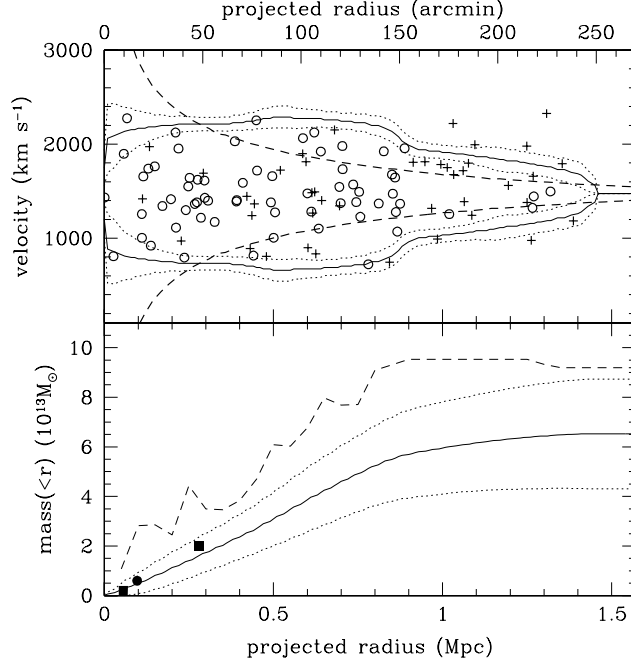 projected radius (arcmin)
0 50 100 150 200 250
3000
2000
1000
velocity (km s⁻¹)
10
8
6
4
2
0
mass(<r) (10¹³M☉)
0 0.5 1 1.5
projected radius (Mpc)